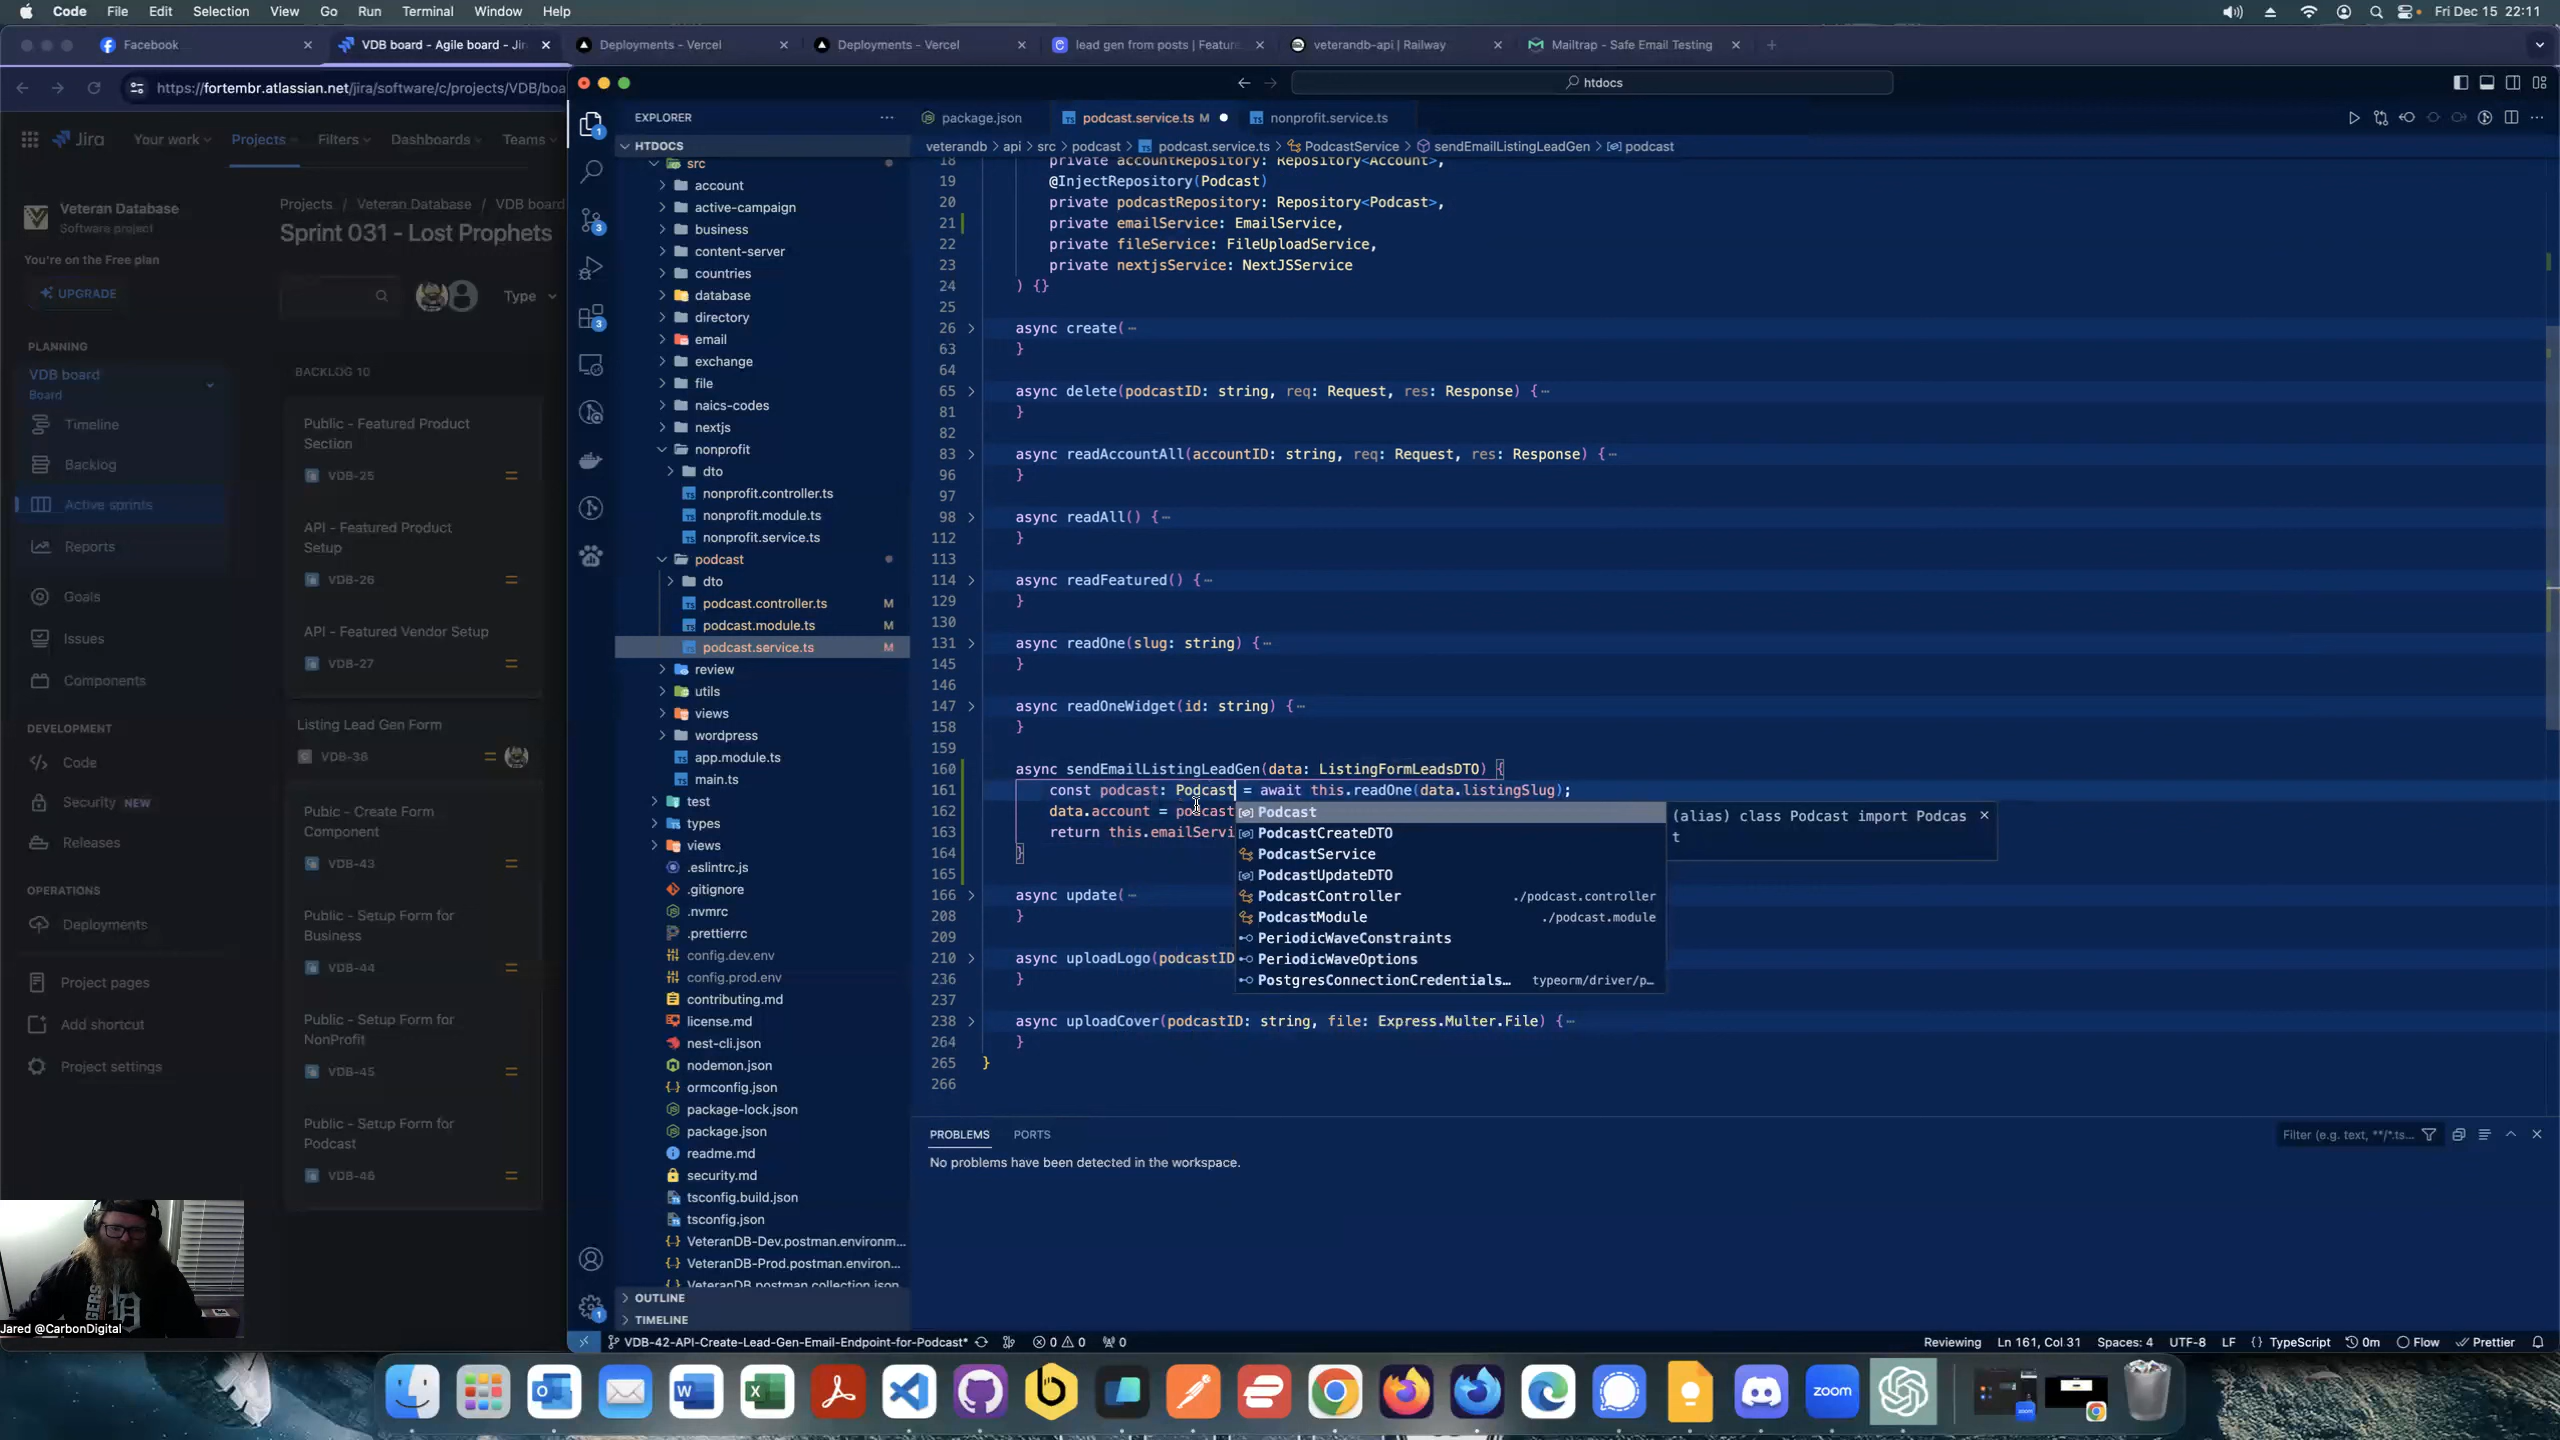 Code File Edit Selection View Go Run Terminal Window Help
Fri Dec 15 22:11
Facebook
VDB board - Agile board - Jir
Deployments - Vercel
Deployments - Vercel
lead gen from posts | Feature
veterandb-api | Railway
Mailtrap - Safe Email Testing
https://fortembr.atlassian.net/jira/software/c/projects/VDB/boa
htdocs
Jira Your work Projects Filters Dashboards Teams
Veteran Database
Software project
You're on the Free plan
UPGRADE
PLANNING
VDB board
Board
Timeline
Backlog
Active sprints
Reports
Goals
Issues
Components
DEVELOPMENT
Code
Security NEW
Releases
OPERATIONS
Deployments
Project pages
Add shortcut
Project settings
Projects / Veteran Database / VDB board
Sprint 031 - Lost Prophets
Type
BACKLOG 10
Public - Featured Product
Section
VDB-25
API - Featured Product
Setup
VDB-26
API - Featured Vendor Setup
VDB-27
Listing Lead Gen Form
VDB-38
Pubic - Create Form
Component
VDB-43
Public - Setup Form for
Business
VDB-44
Public - Setup Form for
NonProfit
VDB-45
Public - Setup Form for
Podcast
VDB-46
Jared @CarbonDigital
1
3
3
1
EXPLORER
HTDOCS
src
account
active-campaign
business
content-server
countries
database
directory
email
exchange
file
naics-codes
nextjs
nonprofit
dto
nonprofit.controller.ts
nonprofit.module.ts
nonprofit.service.ts
podcast
dto
podcast.controller.ts M
podcast.module.ts M
podcast.service.ts M
review
utils
views
wordpress
app.module.ts
main.ts
test
types
views
.eslintrc.js
.gitignore
.nvmrc
.prettierrc
config.dev.env
config.prod.env
contributing.md
license.md
nest-cli.json
nodemon.json
ormconfig.json
package-lock.json
package.json
readme.md
security.md
tsconfig.build.json
tsconfig.json
VeteranDB-Dev.postman.environm...
VeteranDB-Prod.postman.environ...
VeteranDB.postman.collection.json
OUTLINE
TIMELINE
package.json
podcast.service.ts M
nonprofit.service.ts
veterandb > api > src > podcast > podcast.service.ts > PodcastService > sendEmailListingLeadGen > podcast
18 private accountRepository: Repository<Account>,
19 @InjectRepository(Podcast)
20 private podcastRepository: Repository<Podcast>,
21 private emailService: EmailService,
22 private fileService: FileUploadService,
23 private nextjsService: NextJSService
24 ) {}
25
26 async create(
63 }
64
65 async delete(podcastID: string, req: Request, res: Response) {
81 }
82
83 async readAccountAll(accountID: string, req: Request, res: Response) {
96 }
97
98 async readAll() {
112 }
113
114 async readFeatured() {
129 }
130
131 async readOne(slug: string) {
145 }
146
147 async readOneWidget(id: string) {
158 }
159
160 async sendEmailListingLeadGen(data: ListingFormLeadsDTO) {
161 const podcast: Podcast = await this.readOne(data.listingSlug);
162 data.account = podcast
163 return this.emailServi
164 }
165
166 async update(
208 }
209
210 async uploadLogo(podcastID
236 }
237
238 async uploadCover(podcastID: string, file: Express.Multer.File) {
264 }
265 }
266
Podcast
PodcastCreateDTO
PodcastService
PodcastUpdateDTO
PodcastController ./podcast.controller
PodcastModule ./podcast.module
PeriodicWaveConstraints
PeriodicWaveOptions
PostgresConnectionCredentials… typeorm/driver/p…
(alias) class Podcast import Podcas
t
PROBLEMS PORTS
Filter (e.g. text, **/*.ts...
No problems have been detected in the workspace.
VDB-42-API-Create-Lead-Gen-Email-Endpoint-for-Podcast* 0 0 0
Reviewing Ln 161, Col 31 Spaces: 4 UTF-8 LF {} TypeScript 0m Flow Prettier
zoom